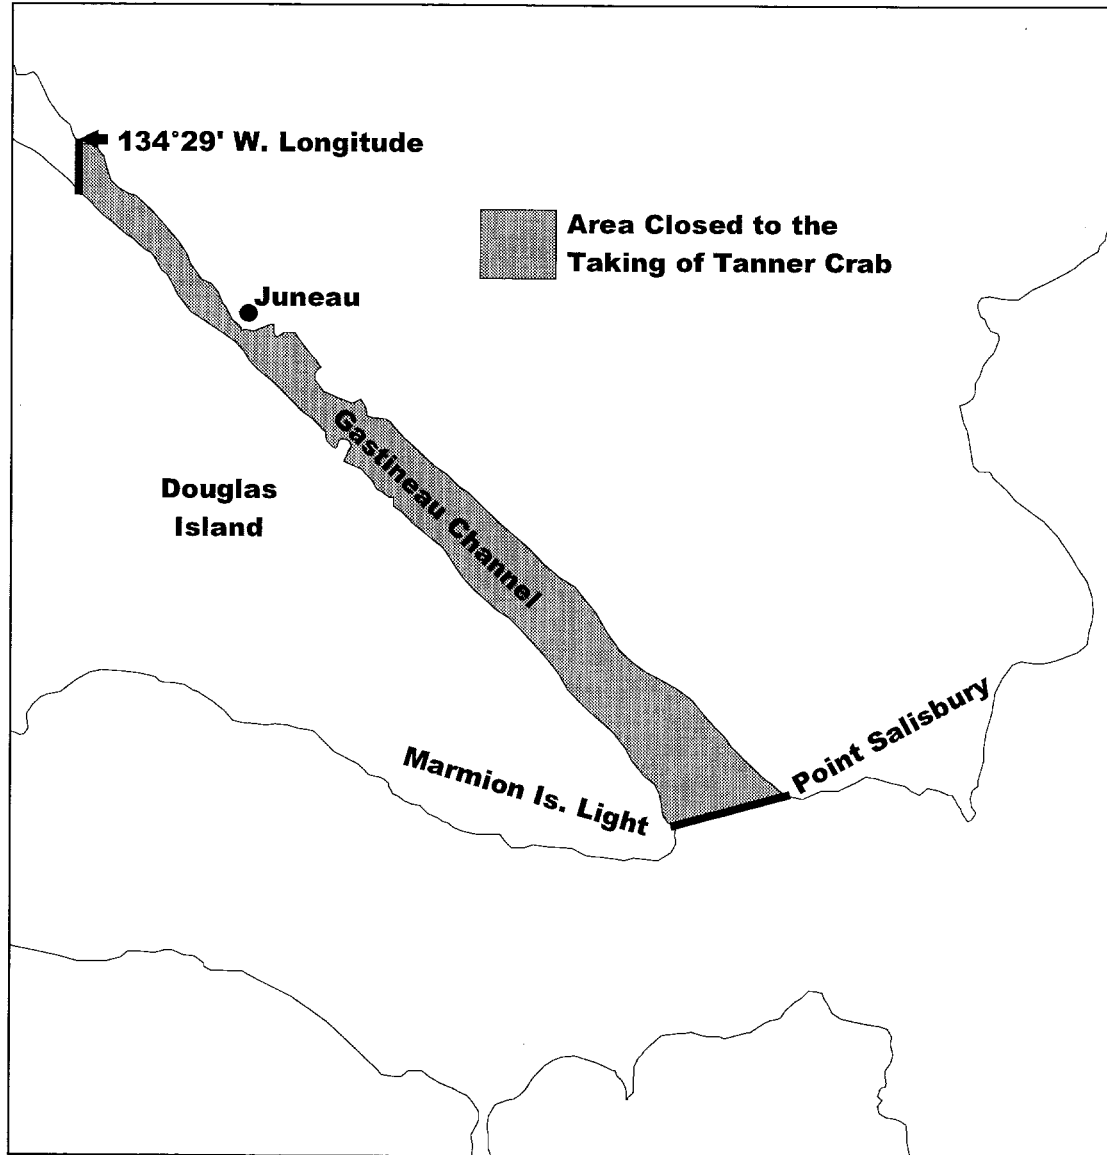 134°29' W. Longitude
Area Closed to the
Taking of Tanner Crab
Juneau
Gastineau Channel
Douglas
Island
Point Salisbury
Marmion Is. Light